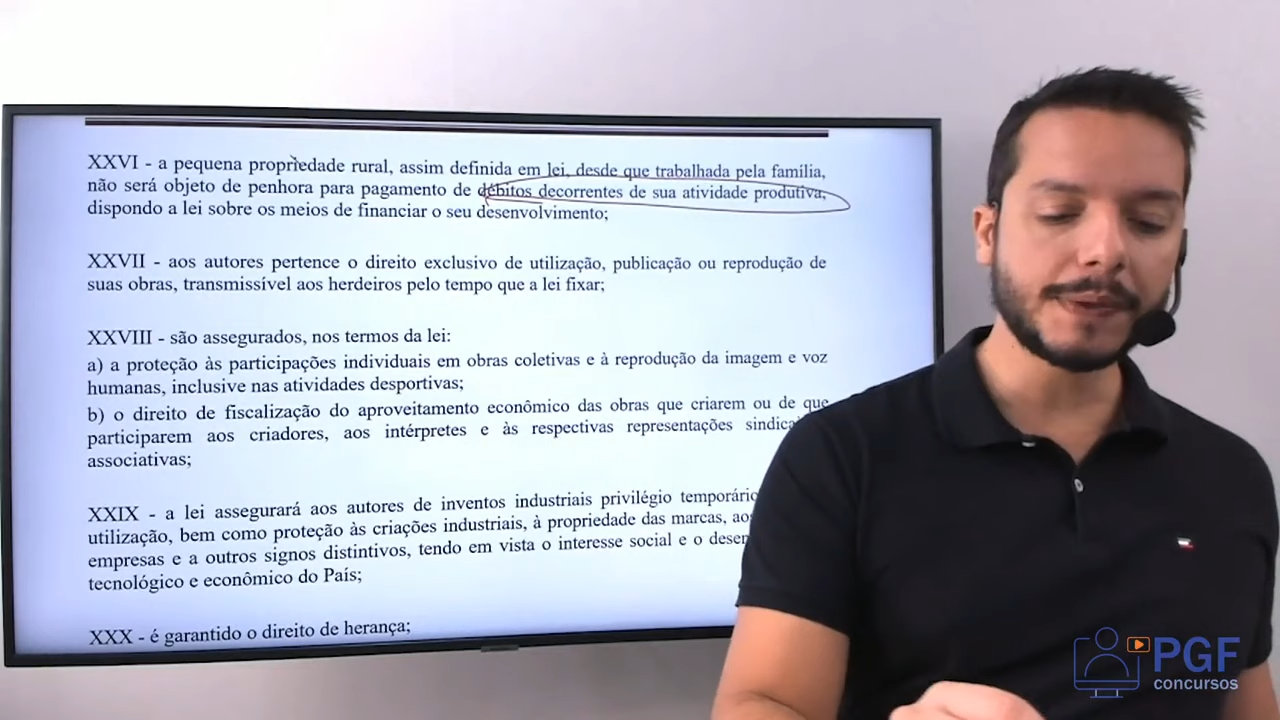 XXVI - a pequena propriedade rural, assim definida em lei, desde que trabalhada pela família,
não será objeto de penhora para pagamento de débitos decorrentes de sua atividade produtiva,
dispondo a lei sobre os meios de financiar o seu desenvolvimento;
XXVII - aos autores pertence o direito exclusivo de utilização, publicação ou reprodução de
suas obras, transmissível aos herdeiros pelo tempo que a lei fixar;
XXVIII - são assegurados, nos termos da lei:
a) a proteção às participações individuais em obras coletivas e à reprodução da imagem e voz
humanas, inclusive nas atividades desportivas;
b) o direito de fiscalização do aproveitamento econômico das obras que criarem ou de que
participarem aos criadores, aos intérpretes e às respectivas representações
associativas;
XXIX - a lei assegurará aos autores de inventos industriais privilégio temporário
utilização, bem como proteção às criações industriais, à propriedade das marcas,
empresas e a outros signos distintivos, tendo em vista o interesse social e o
tecnológico e econômico do País;
XXX - é garantido o direito de herança;
PGF
concursos